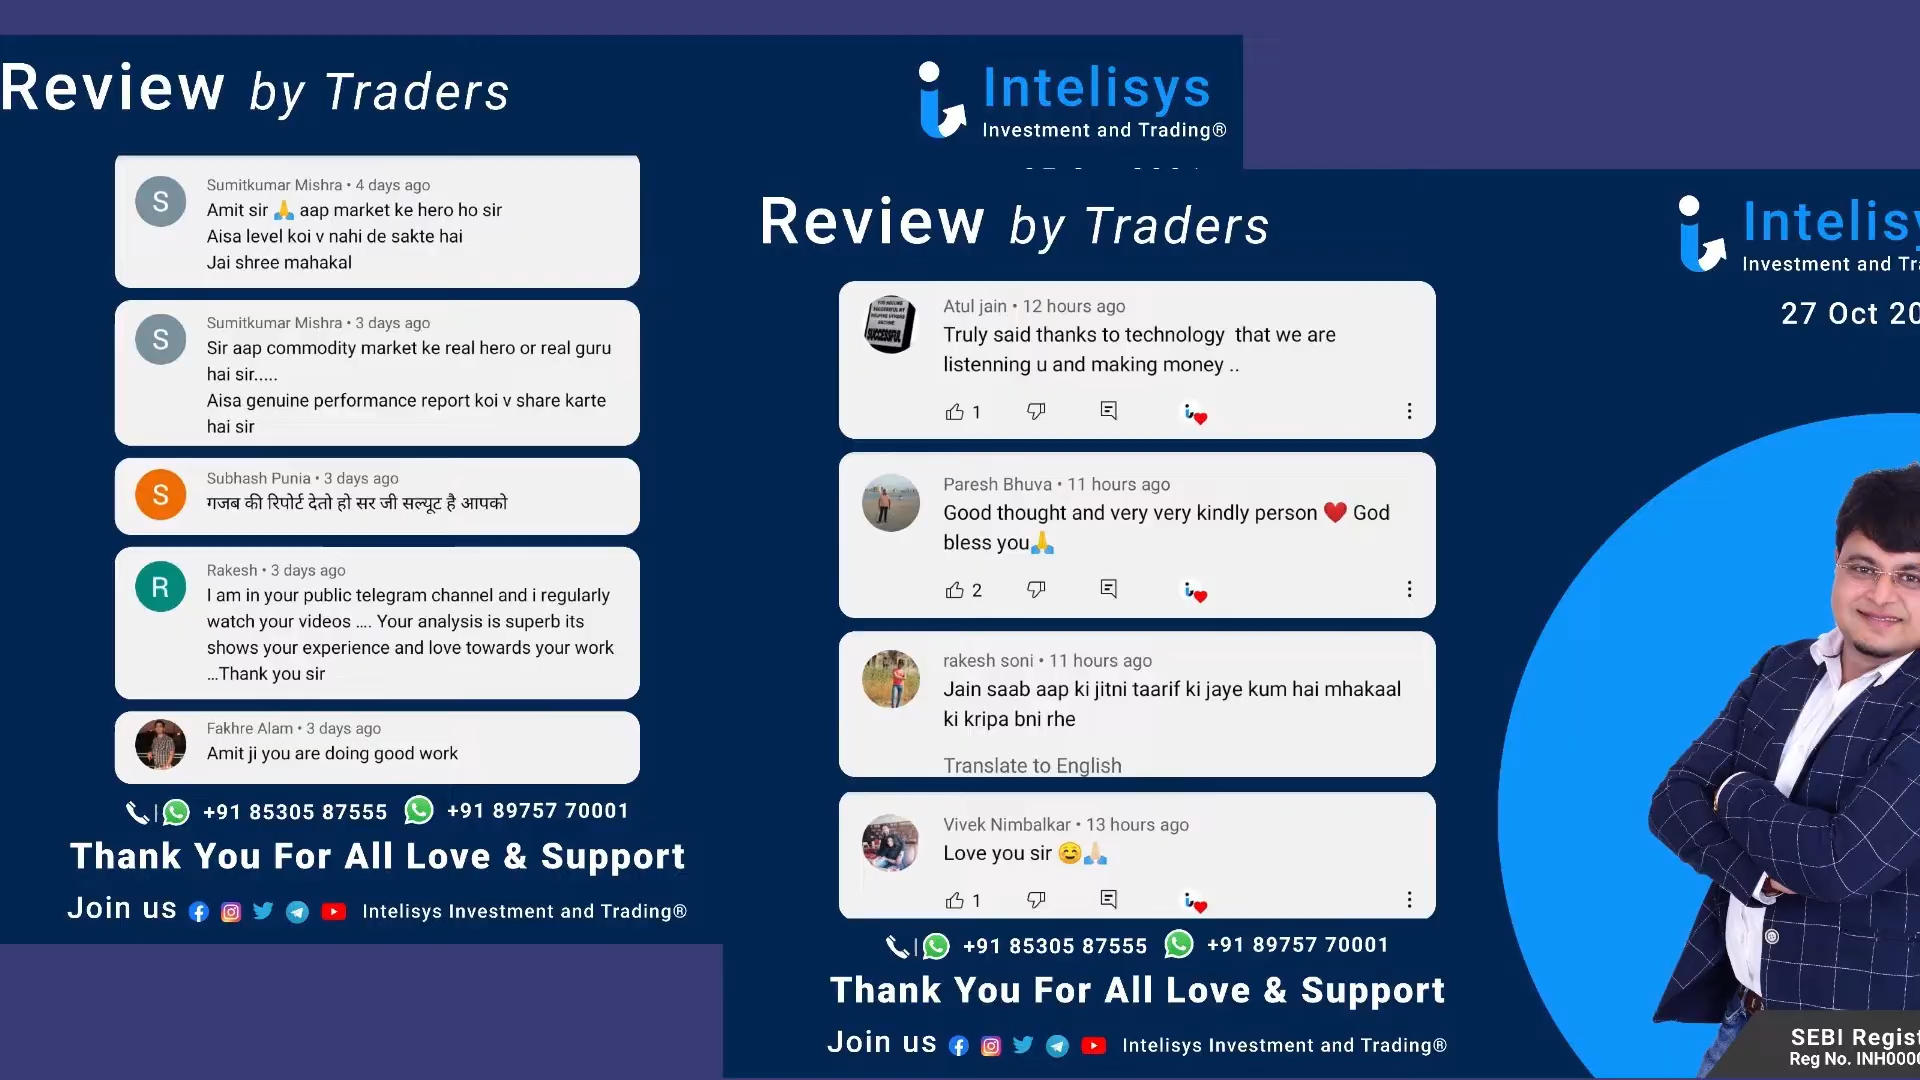 Review by Traders
Intelisys
Investment and Trading®
Sumitkumar Mishra • 4 days ago
Amit sir 🙏 aap market ke hero ho sir
Aisa level koi v nahi de sakte hai
Jai shree mahakal
Sumitkumar Mishra • 3 days ago
Sir aap commodity market ke real hero or real guru
hai sir.....
Aisa genuine performance report koi v share karte
hai sir
Subhash Punia • 3 days ago
गजब की रिपोर्ट देतो हो सर जी सल्यूट है आपको
Rakesh • 3 days ago
I am in your public telegram channel and i regularly
watch your videos .... Your analysis is superb its
shows your experience and love towards your work
...Thank you sir
Fakhre Alam • 3 days ago
Amit ji you are doing good work
+91 85305 87555 +91 89757 70001
Thank You For All Love & Support
Join us Intelisys Investment and Trading®
Review by Traders
Intelisy
Investment and Tra
27 Oct 20
Atul jain • 12 hours ago
Truly said thanks to technology that we are
listenning u and making money ..
1
Paresh Bhuva • 11 hours ago
Good thought and very very kindly person ❤️ God
bless you🙏
2
rakesh soni • 11 hours ago
Jain saab aap ki jitni taarif ki jaye kum hai mhakaal
ki kripa bni rhe
Translate to English
Vivek Nimbalkar • 13 hours ago
Love you sir ☺️🙏🏻
1
+91 85305 87555 +91 89757 70001
Thank You For All Love & Support
Join us Intelisys Investment and Trading®
SEBI Regist
Reg No. INH000